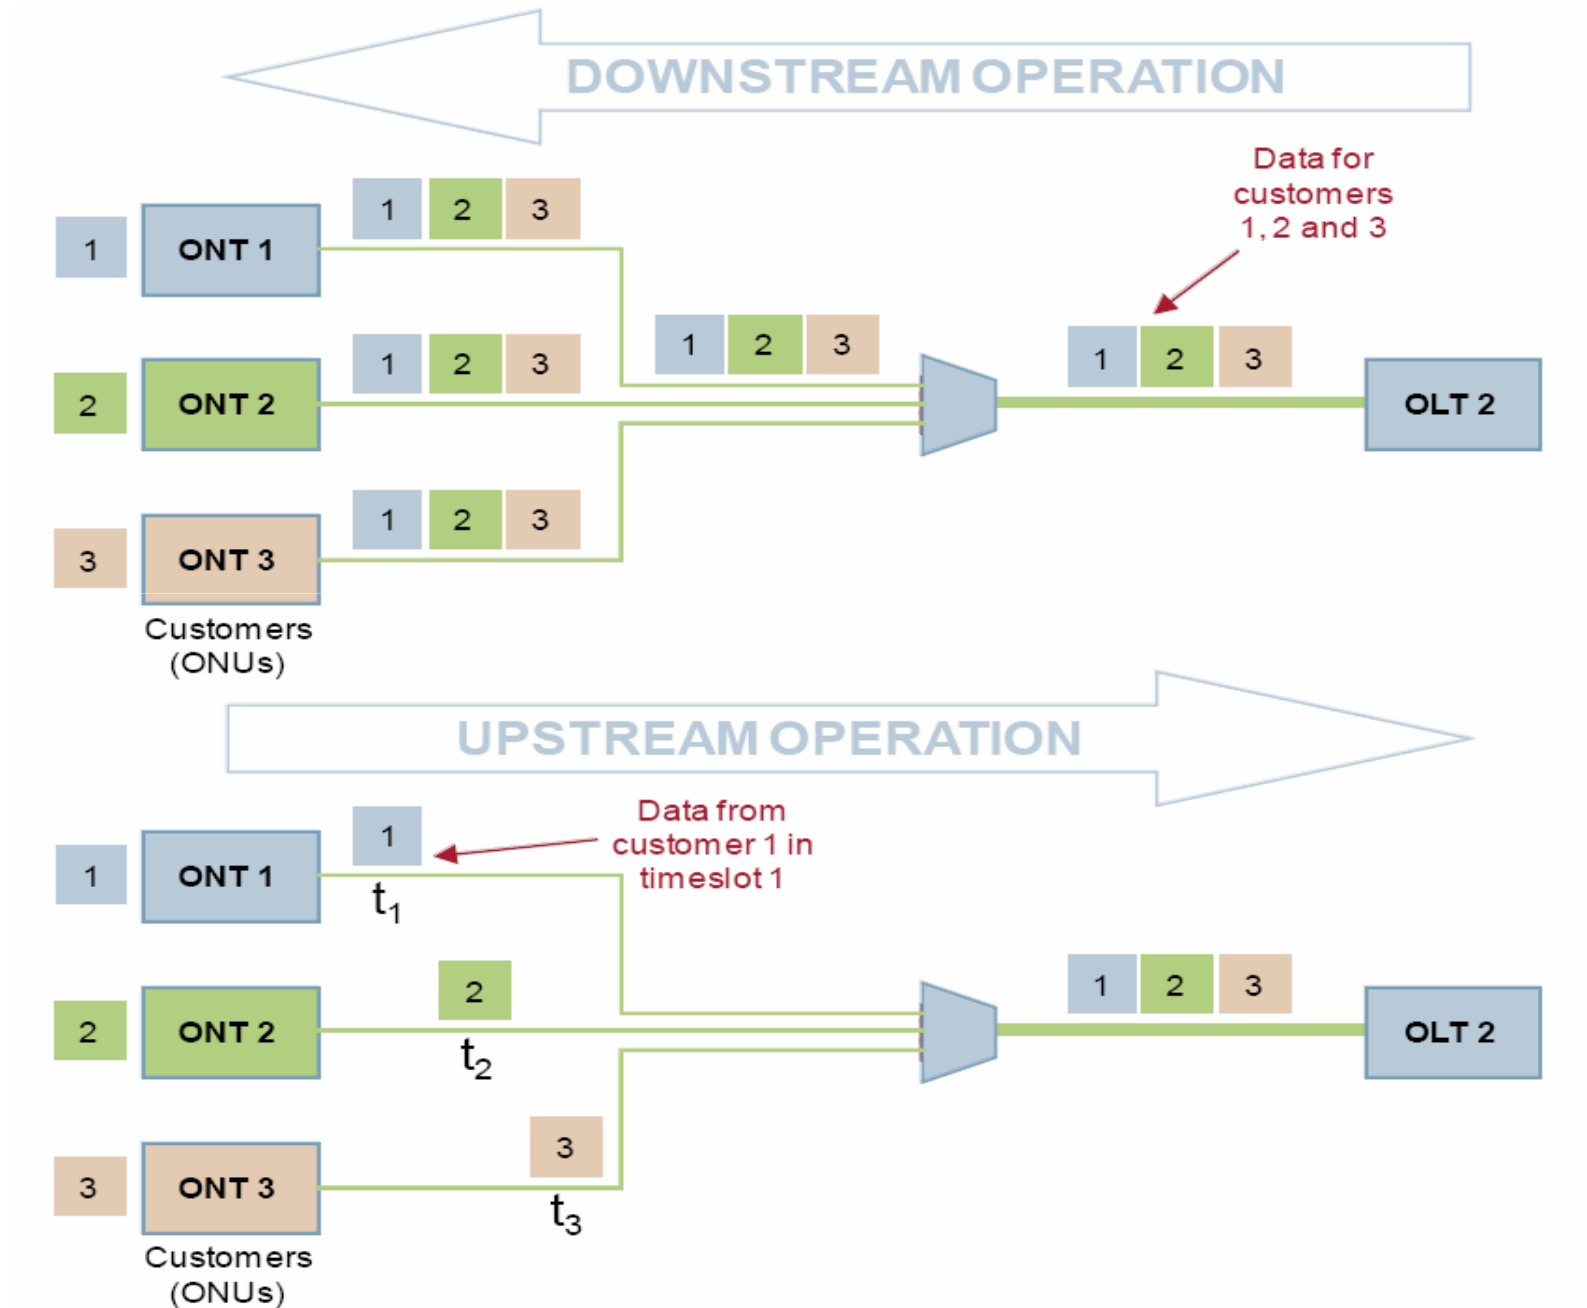 DOWNSTREAM OPERATION
Data for
customers
1, 2 and 3
1 2 3
1 ONT 1
1 2 3
1 2 3
1 2 3
2 ONT 2
OLT 2
1 2 3
3 ONT 3
Customers
(ONUs)
UPSTREAM OPERATION
Data from
customer 1 in
timeslot 1
1
1 ONT 1
t1
2
1 2 3
2 ONT 2
OLT 2
t2
3
3 ONT 3
t3
Customers
(ONUs)